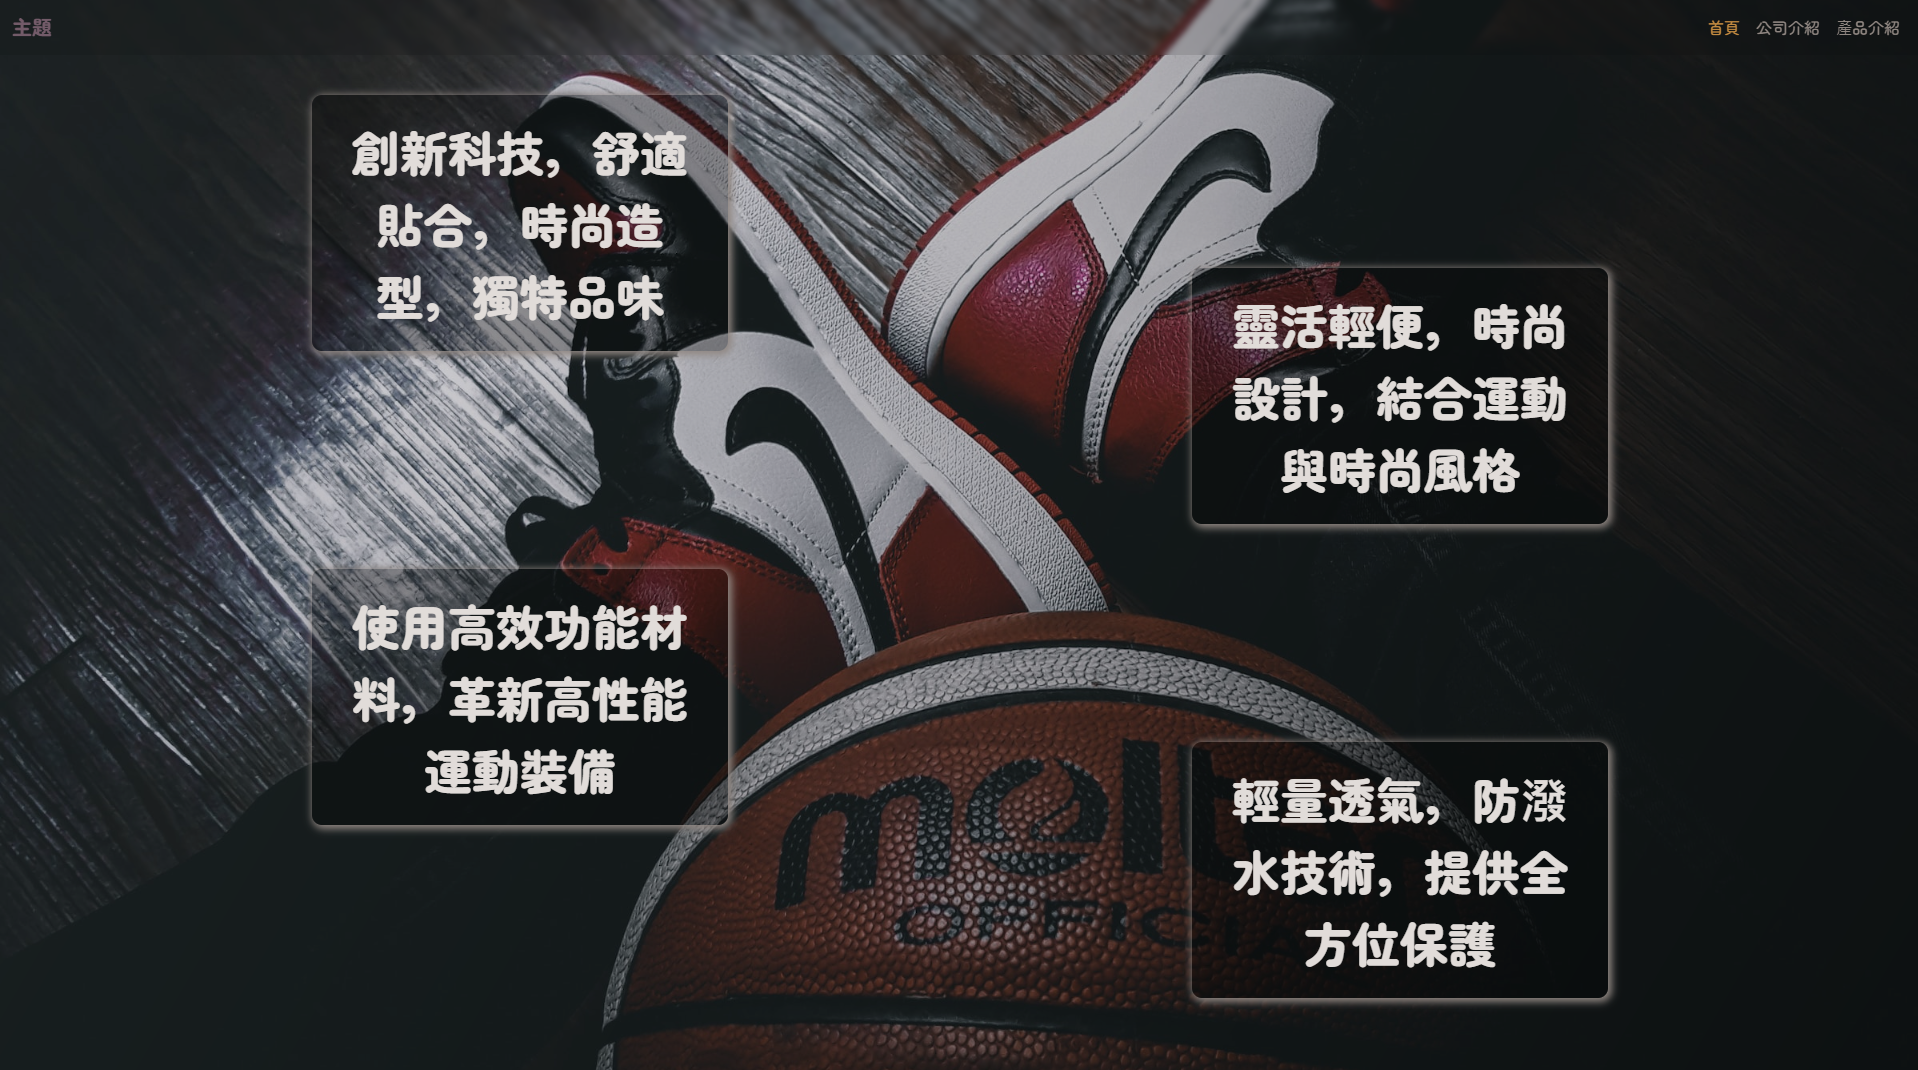 主題
首頁 公司介紹 產品介紹
創新科技，舒適
貼合，時尚造
型，獨特品味
靈活輕便，時尚
設計，結合運動
與時尚風格
使用高效功能材
料，革新高性能
運動裝備
輕量透氣，防潑
水技術，提供全
方位保護
molt
OFFICIA